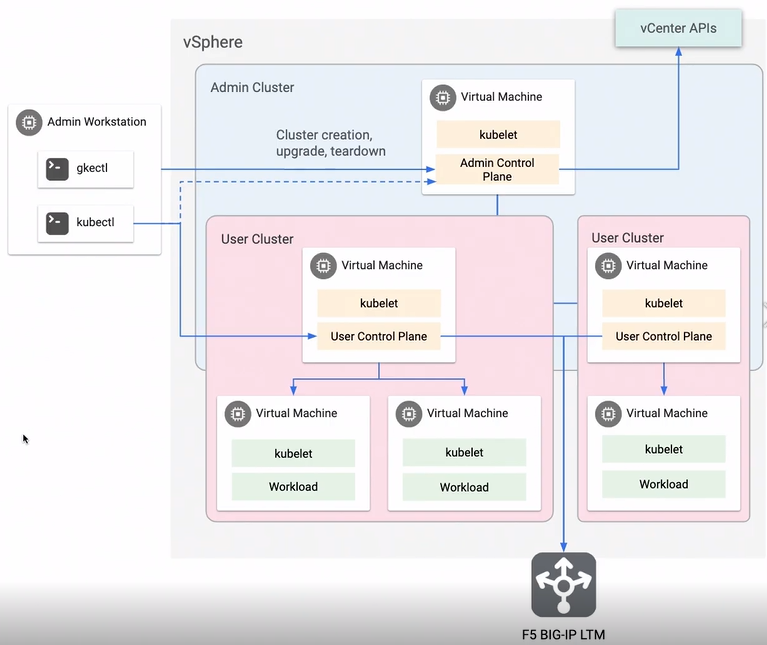 vCenter APIs
vSphere
Admin Cluster
Virtual Machine
kubelet
Admin Control
Plane
Admin Workstation
gkectl
kubectl
Cluster creation,
upgrade, teardown
User Cluster
Virtual Machine
kubelet
User Control Plane
Virtual Machine
kubelet
Workload
Virtual Machine
kubelet
Workload
User Cluster
Virtual Machine
kubelet
User Control Plane
Virtual Machine
kubelet
Workload
F5 BIG-IP LTM